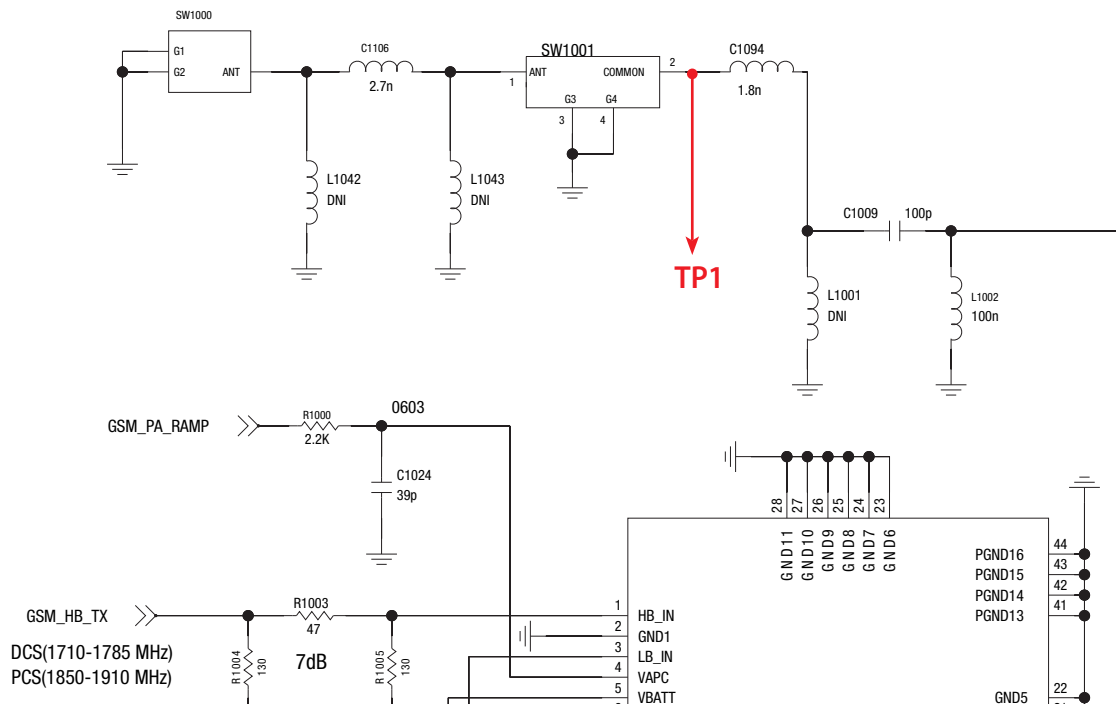 SW1000
G1
G2
ANT
C1106
2.7n
L1042
DNI
L1043
DNI
SW1001
ANT
COMMON
1
2
G3
G4
3
4
C1094
1.8n
TP1
C1009
100p
L1001
DNI
L1002
100n
GSM_PA_RAMP
R1000
2.2K
0603
C1024
39p
GSM_HB_TX
R1003
47
DCS(1710-1785 MHz)
PCS(1850-1910 MHz)
R1004
130
7dB
R1005
130
28
27
26
25
24
23
GND11
GND10
GND9
GND8
GND7
GND6
1
HB_IN
2
GND1
3
LB_IN
4
VAPC
5
VBATT
PGND16
44
PGND15
43
PGND14
42
PGND13
41
GND5
22